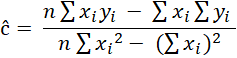 ĉ = (n ∑ xᵢyᵢ − ∑ xᵢ ∑ yᵢ) / (n ∑ xᵢ² − (∑ xᵢ)²)